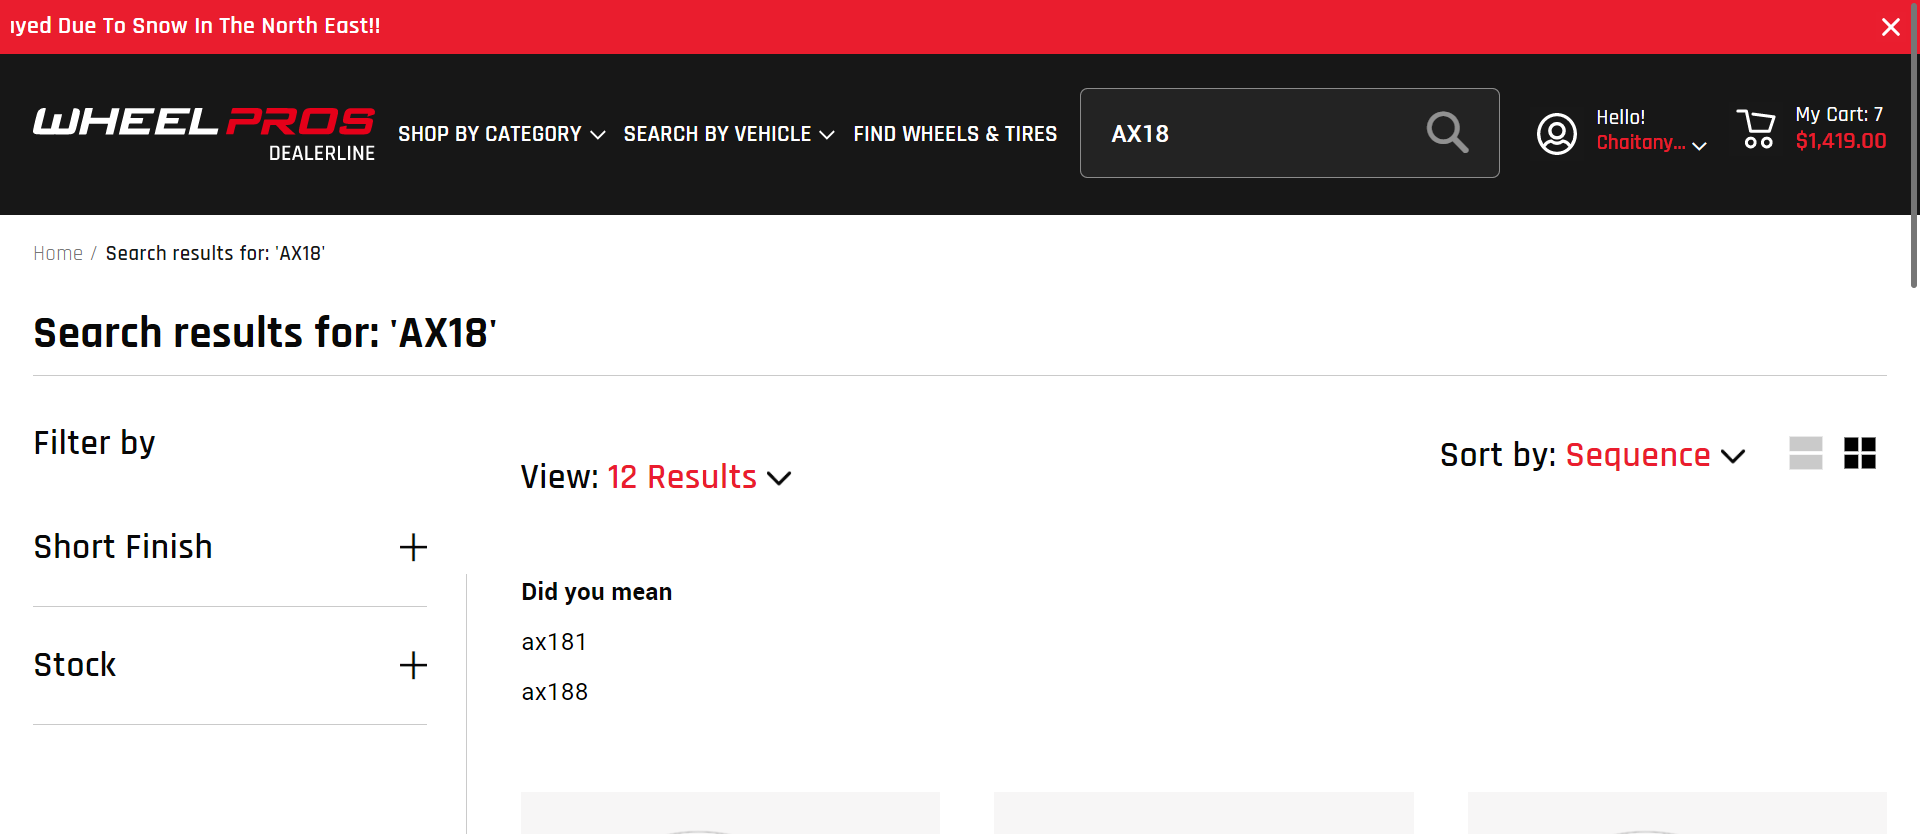 Due To Snow In The North East!!
WHEEL PROS
DEALERLINE
SHOP BY CATEGORY
SEARCH BY VEHICLE
FIND WHEELS & TIRES
AX18
Hello!
Chaitany...
My Cart: 7
$1,419.00
Home / Search results for: 'AX18'
Search results for: 'AX18'
Filter by
View: 12 Results
Sort by: Sequence
Short Finish
Stock
Did you mean
ax181
ax188